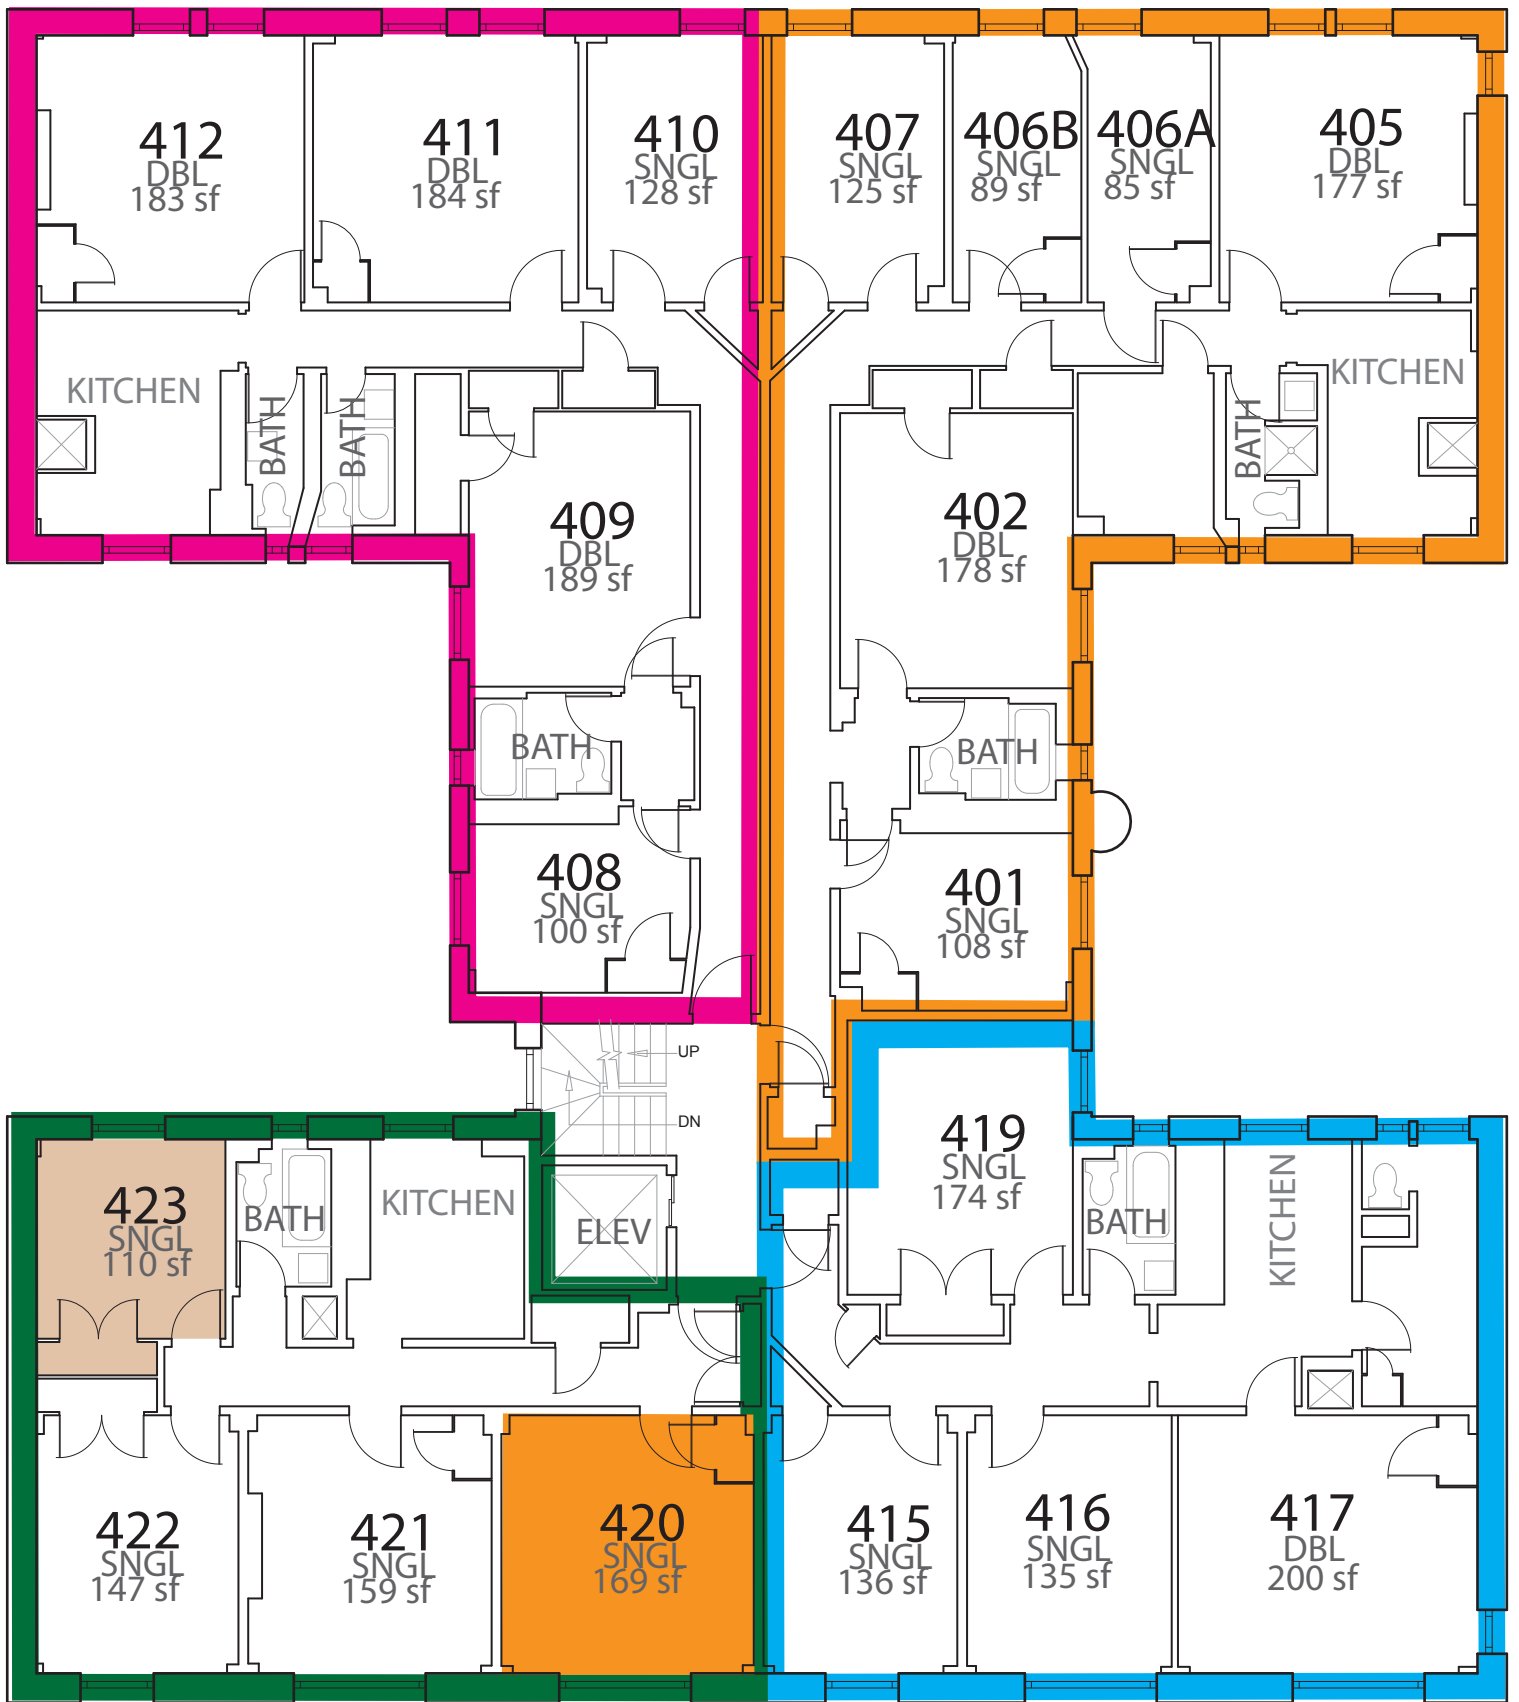 412
DBL
183 sf
411
DBL
184 sf
410
SNGL
128 sf
407
SNGL
125 sf
406B
SNGL
89 sf
406A
SNGL
85 sf
405
DBL
177 sf
KITCHEN
BATH
BATH
BATH
KITCHEN
409
DBL
189 sf
402
DBL
178 sf
BATH
BATH
408
SNGL
100 sf
401
SNGL
108 sf
UP
DN
423
SNGL
110 sf
BATH
KITCHEN
ELEV
419
SNGL
174 sf
BATH
KITCHEN
422
SNGL
147 sf
421
SNGL
159 sf
420
SNGL
169 sf
415
SNGL
136 sf
416
SNGL
135 sf
417
DBL
200 sf